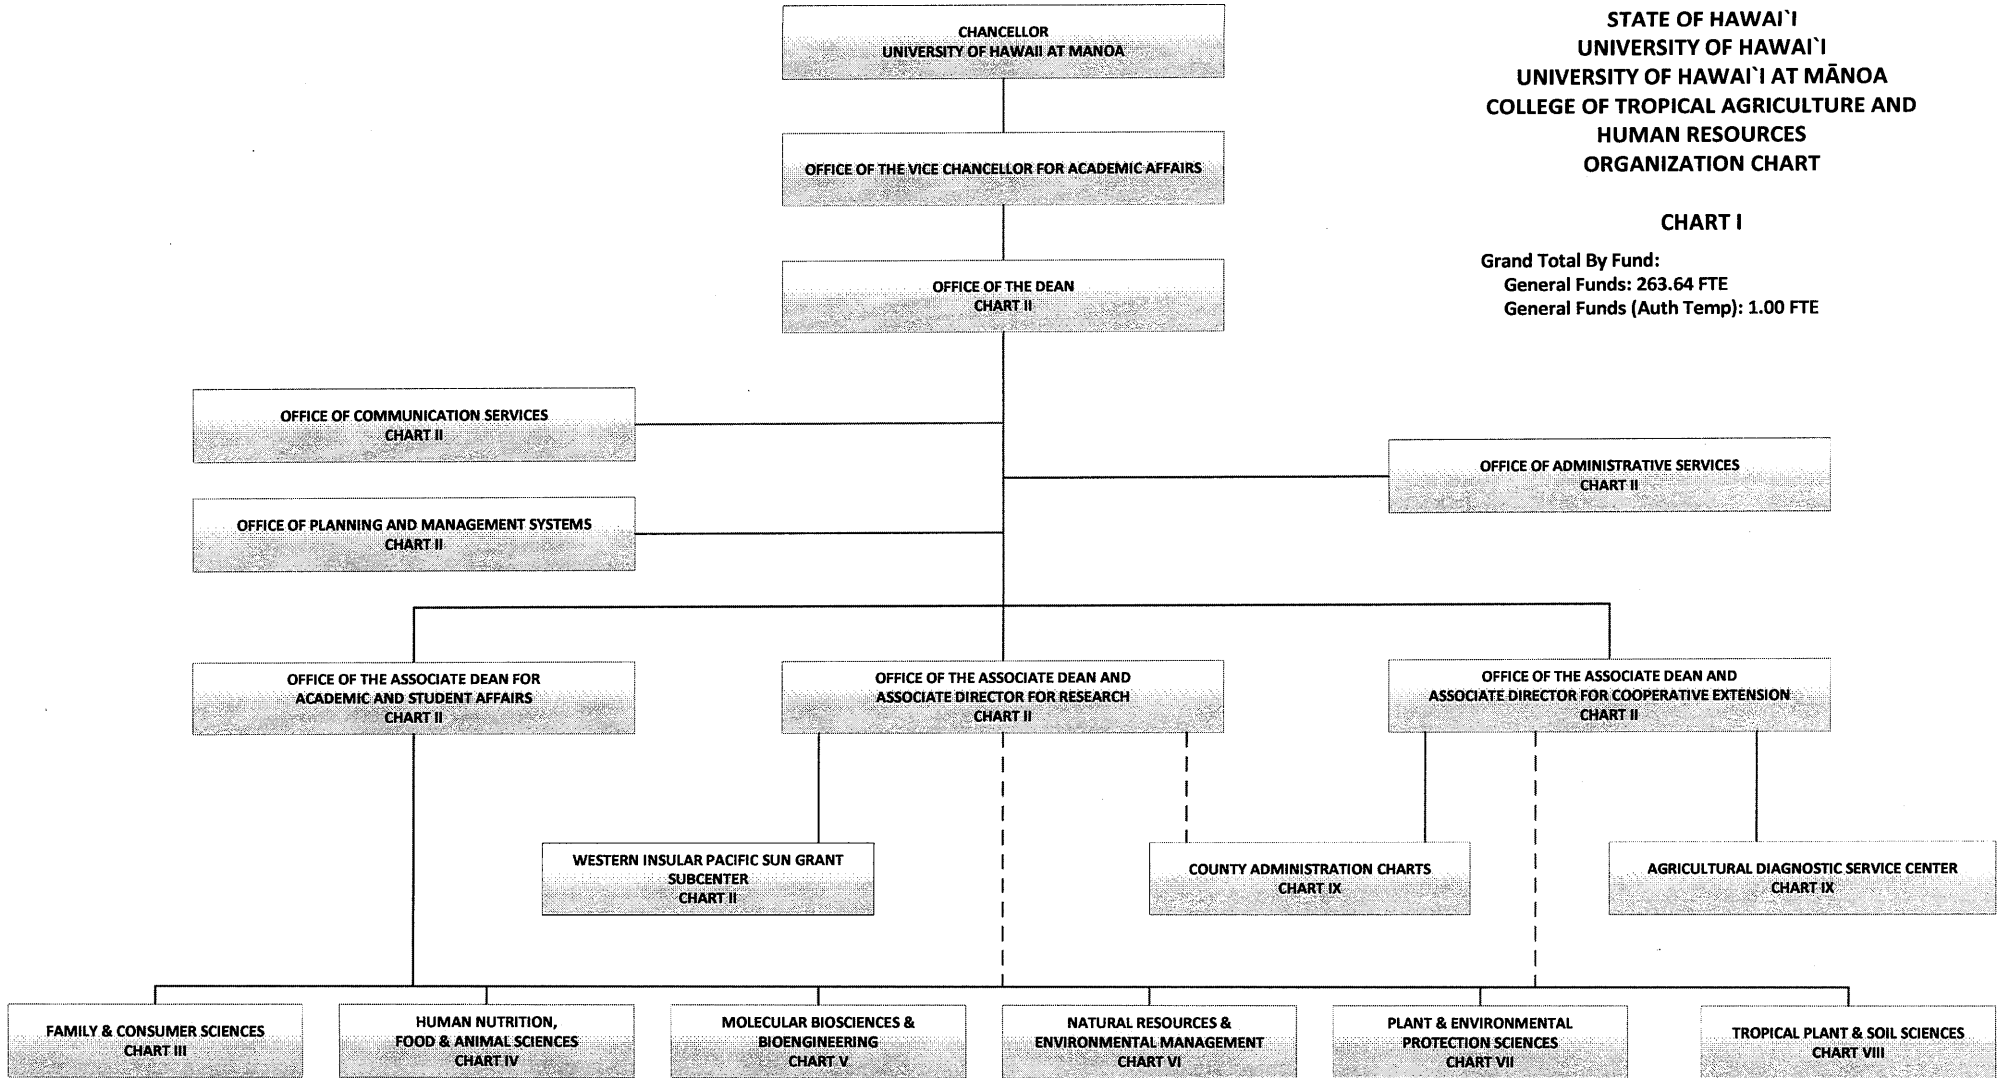 CHANCELLOR
UNIVERSITY OF HAWAII AT MANOA
STATE OF HAWAI`I
UNIVERSITY OF HAWAI`I
UNIVERSITY OF HAWAI`I AT MĀNOA
COLLEGE OF TROPICAL AGRICULTURE AND
HUMAN RESOURCES
ORGANIZATION CHART
CHART I
Grand Total By Fund:
General Funds: 263.64 FTE
General Funds (Auth Temp): 1.00 FTE
OFFICE OF THE VICE CHANCELLOR FOR ACADEMIC AFFAIRS
OFFICE OF THE DEAN
CHART II
OFFICE OF COMMUNICATION SERVICES
CHART II
OFFICE OF ADMINISTRATIVE SERVICES
CHART II
OFFICE OF PLANNING AND MANAGEMENT SYSTEMS
CHART II
OFFICE OF THE ASSOCIATE DEAN FOR
ACADEMIC AND STUDENT AFFAIRS
CHART II
OFFICE OF THE ASSOCIATE DEAN AND
ASSOCIATE DIRECTOR FOR RESEARCH
CHART II
OFFICE OF THE ASSOCIATE DEAN AND
ASSOCIATE DIRECTOR FOR COOPERATIVE EXTENSION
CHART II
WESTERN INSULAR PACIFIC SUN GRANT
SUBCENTER
CHART II
COUNTY ADMINISTRATION CHARTS
CHART IX
AGRICULTURAL DIAGNOSTIC SERVICE CENTER
CHART IX
FAMILY & CONSUMER SCIENCES
CHART III
HUMAN NUTRITION,
FOOD & ANIMAL SCIENCES
CHART IV
MOLECULAR BIOSCIENCES &
BIOENGINEERING
CHART V
NATURAL RESOURCES &
ENVIRONMENTAL MANAGEMENT
CHART VI
PLANT & ENVIRONMENTAL
PROTECTION SCIENCES
CHART VII
TROPICAL PLANT & SOIL SCIENCES
CHART VIII